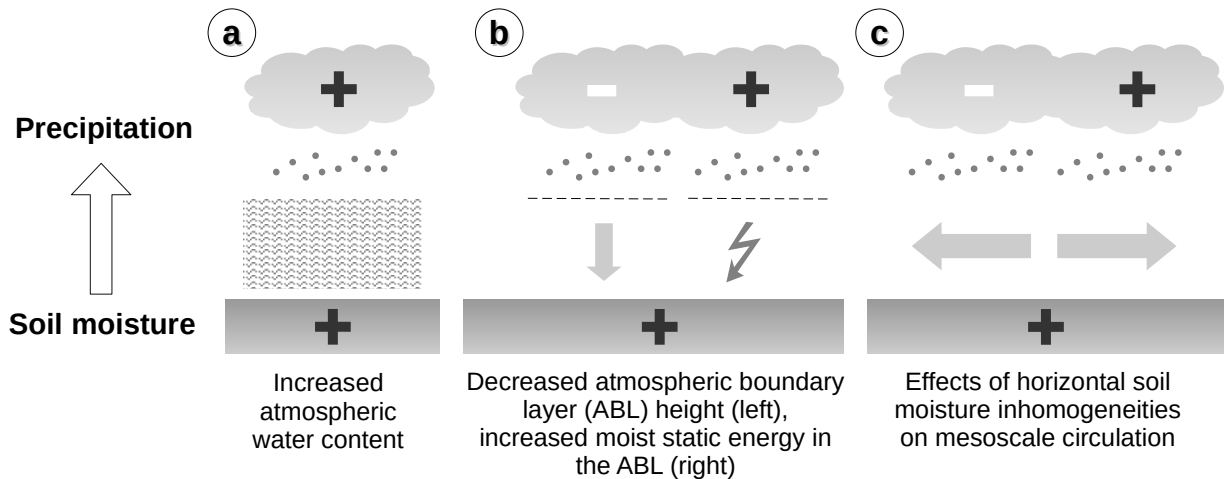 a
b
c
Precipitation
Soil moisture
Increased
atmospheric
water content
Decreased atmospheric boundary
layer (ABL) height (left),
increased moist static energy in
the ABL (right)
Effects of horizontal soil
moisture inhomogeneities
on mesoscale circulation